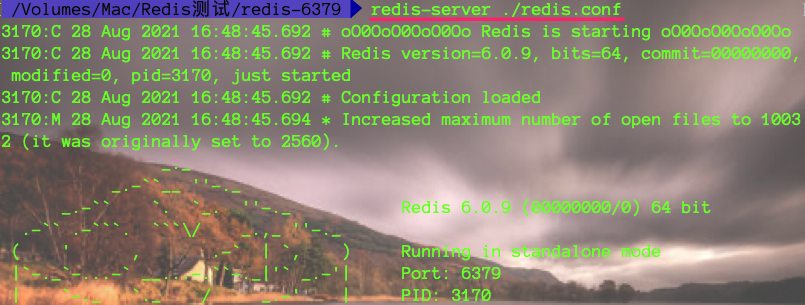 /Volumes/Mac/Redis测试/redis-6379 redis-server ./redis.conf
3170:C 28 Aug 2021 16:48:45.692 # oO0OoO0OoO0Oo Redis is starting oO0OoO0OoO0Oo
3170:C 28 Aug 2021 16:48:45.692 # Redis version=6.0.9, bits=64, commit=00000000,
modified=0, pid=3170, just started
3170:C 28 Aug 2021 16:48:45.692 # Configuration loaded
3170:M 28 Aug 2021 16:48:45.694 * Increased maximum number of open files to 1003
2 (it was originally set to 2560).
Redis 6.0.9 (00000000/0) 64 bit
Running in standalone mode
Port: 6379
PID: 3170